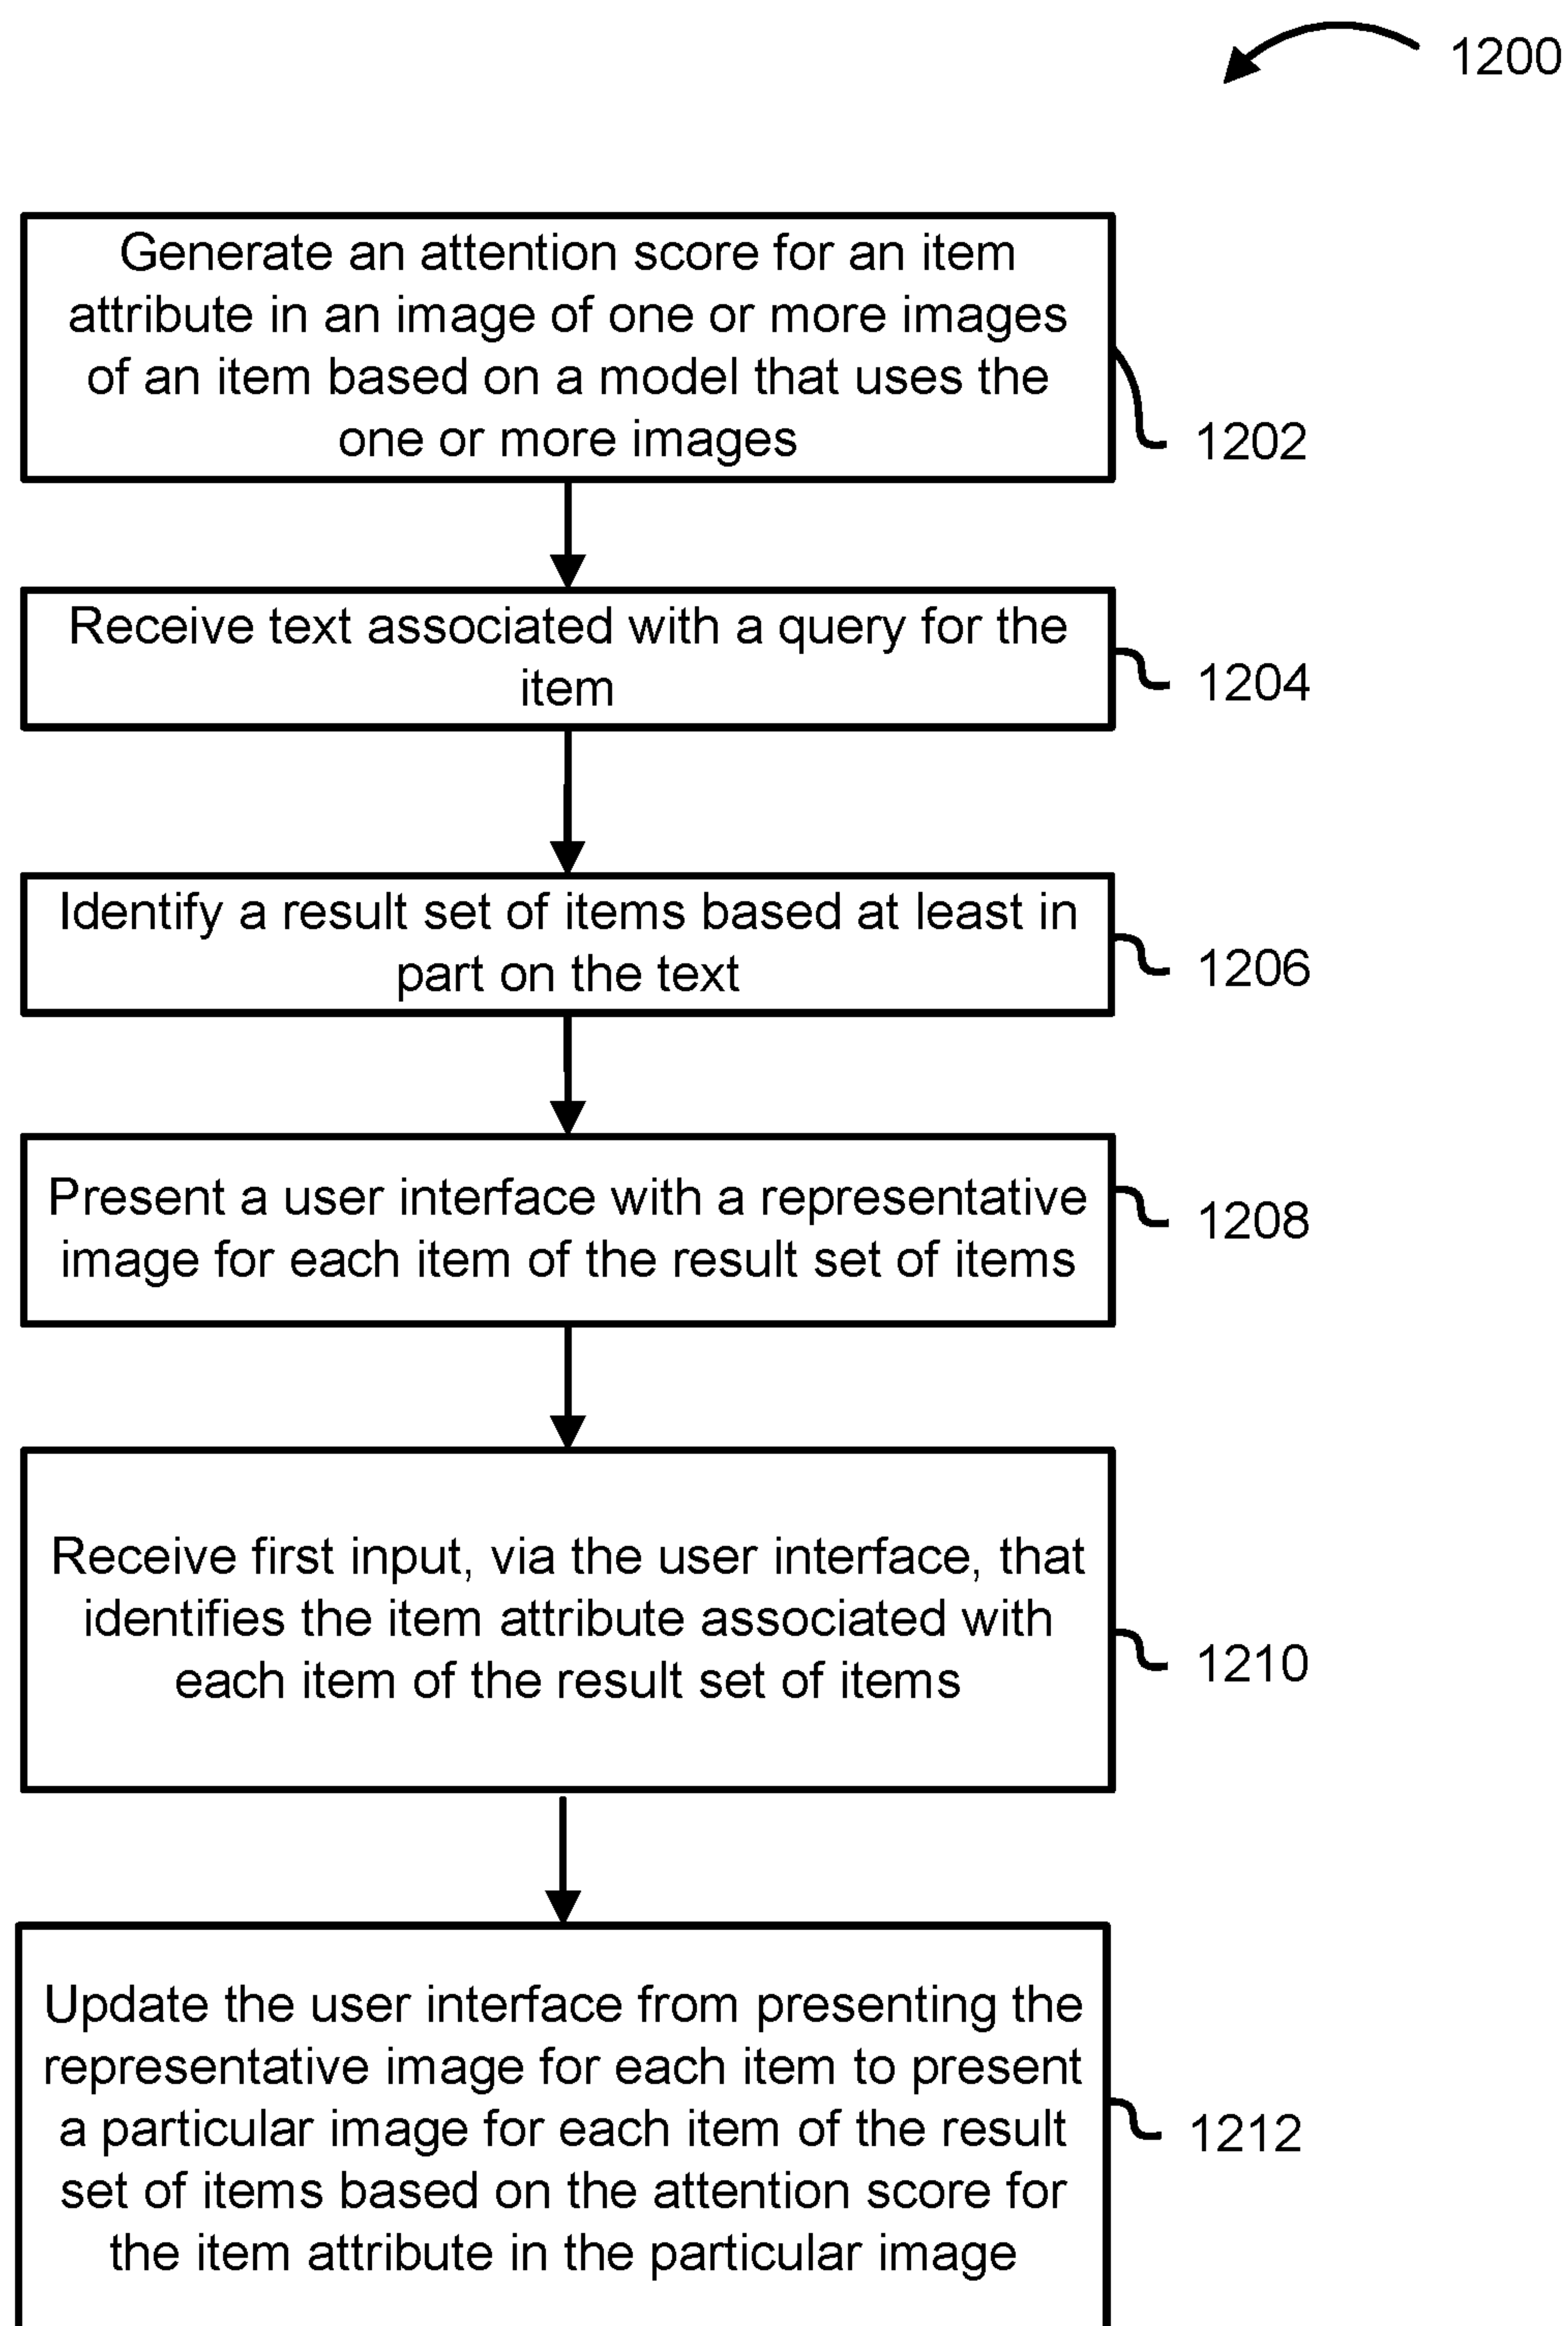 1200
Generate an attention score for an item
attribute in an image of one or more images
of an item based on a model that uses the
one or more images
1202
Receive text associated with a query for the
item
1204
Identify a result set of items based at least in
part on the text
1206
Present a user interface with a representative
image for each item of the result set of items
1208
Receive first input, via the user interface, that
identifies the item attribute associated with
each item of the result set of items
1210
Update the user interface from presenting the
representative image for each item to present
a particular image for each item of the result
set of items based on the attention score for
the item attribute in the particular image
1212